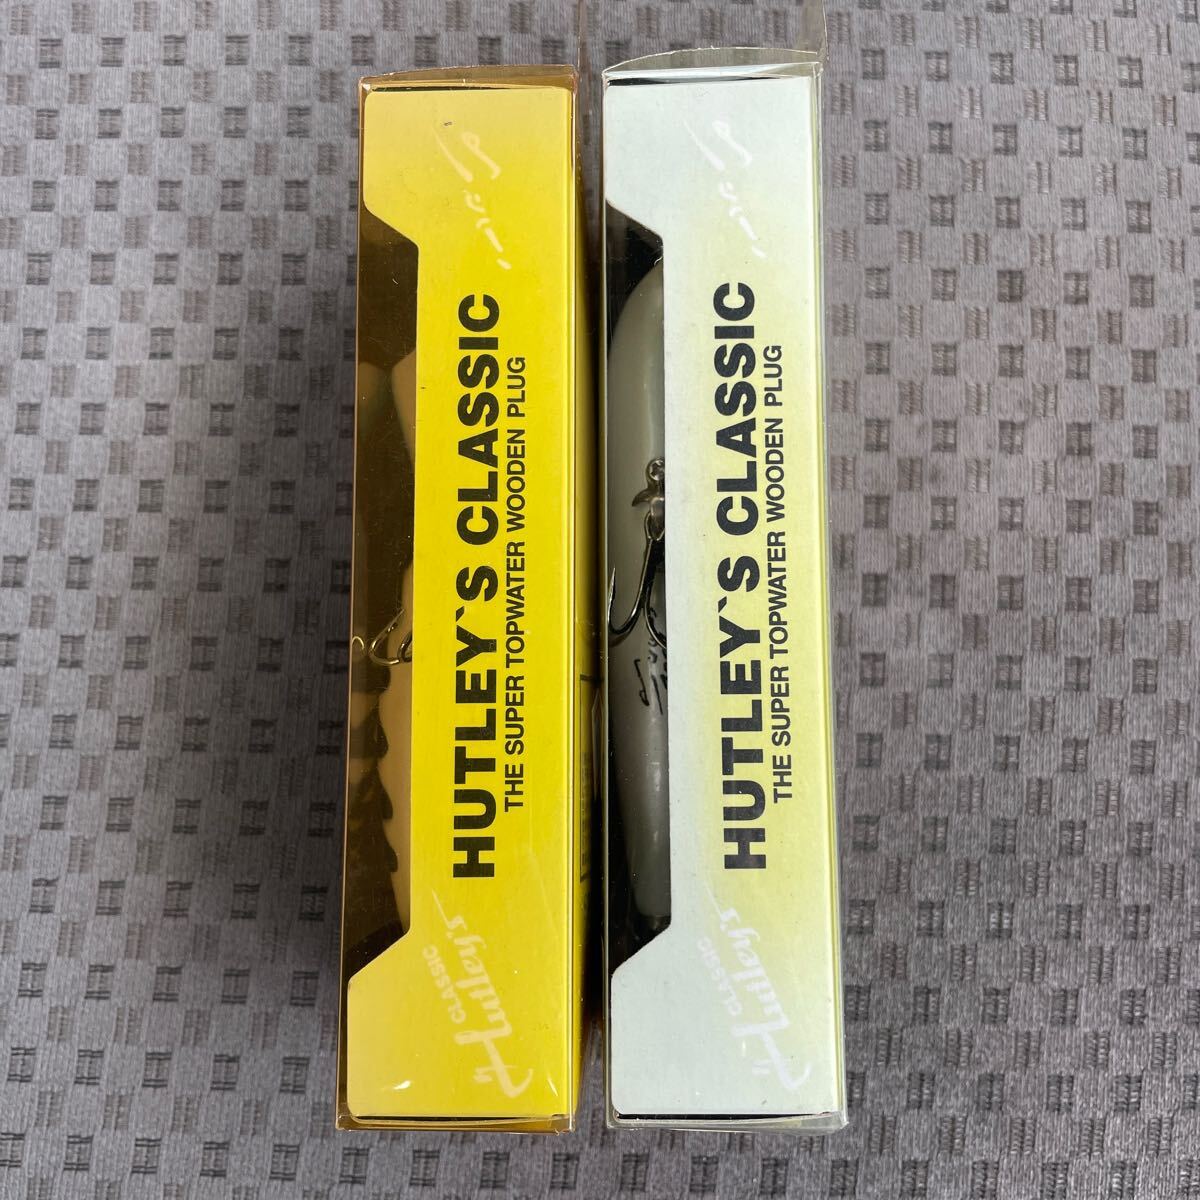 HUTLEY`S CLASSIC
THE SUPER TOPWATER WOODEN PLUG
CLASSIC
Hutley's
HUTLEY`S CLASSIC
THE SUPER TOPWATER WOODEN PLUG
CLASSIC
Hutley's